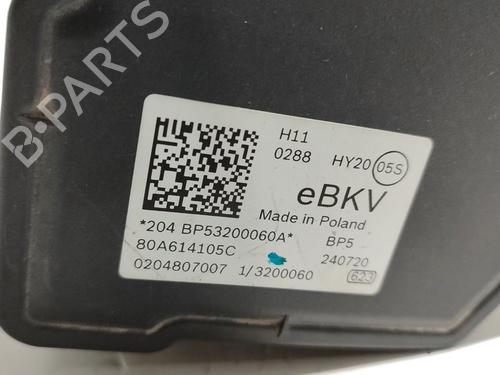 H11
0288 HY20 05S
eBKV
Made in Poland
*204 BP53200060A* BP5
80A614105C 240720
0204807007 1/3200060 623
B-PARTS